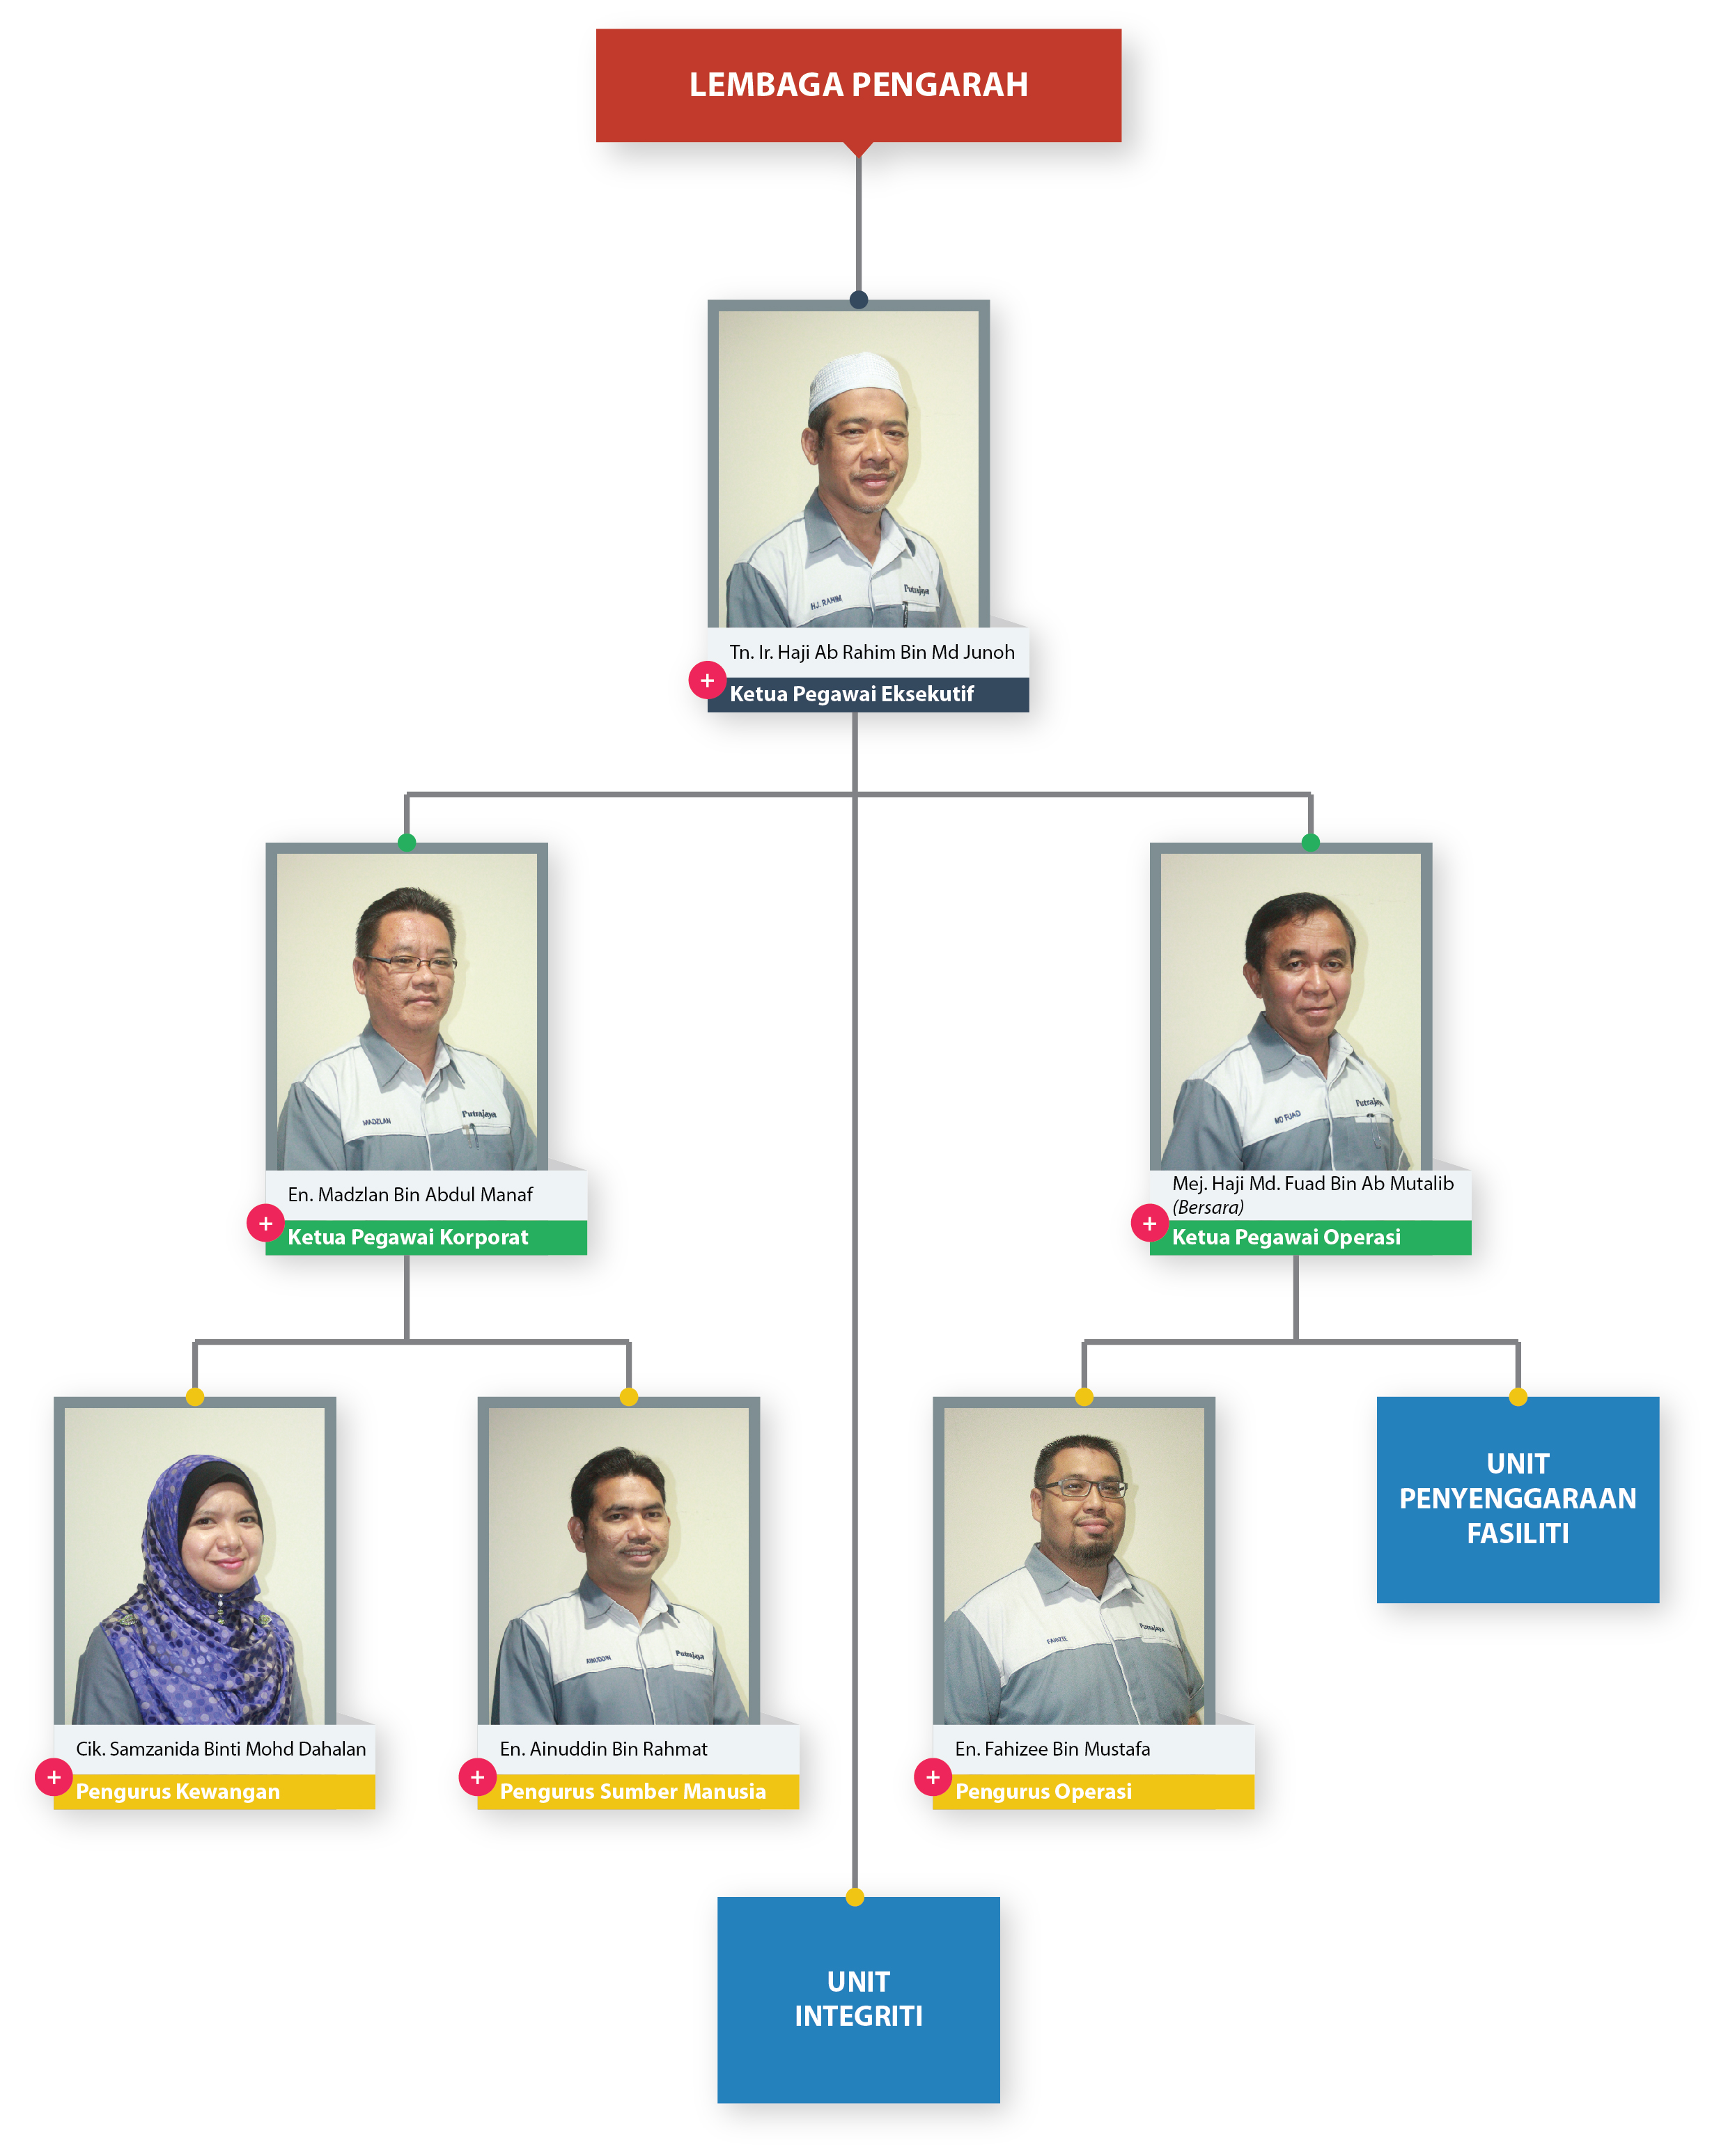 LEMBAGA PENGARAH
H.J. RAHIM
Putrajaya
Tn. Ir. Haji Ab Rahim Bin Md Junoh
+
Ketua Pegawai Eksekutif
MADZLAN
Putrajaya
En. Madzlan Bin Abdul Manaf
+
Ketua Pegawai Korporat
MD FUAD
Putrajaya
Mej. Haji Md. Fuad Bin Ab Mutalib
(Bersara)
+
Ketua Pegawai Operasi
Cik. Samzanida Binti Mohd Dahalan
+
Pengurus Kewangan
AINUDDIN
Putrajaya
En. Ainuddin Bin Rahmat
+
Pengurus Sumber Manusia
FAHIZEE
Putrajaya
En. Fahizee Bin Mustafa
+
Pengurus Operasi
UNIT
PENYENGGARAAN
FASILITI
UNIT
INTEGRITI